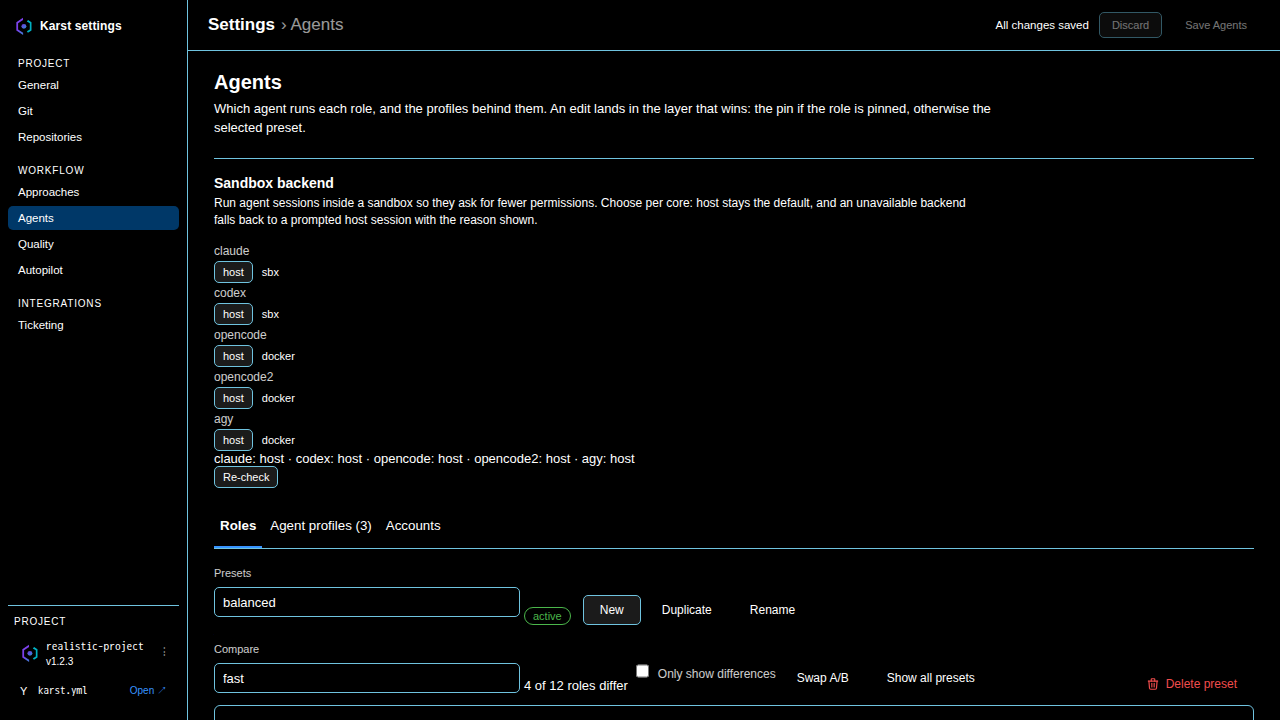 Karst settings
PROJECT
General
Git
Repositories
WORKFLOW
Approaches
Agents
Quality
Autopilot
INTEGRATIONS
Ticketing
PROJECT
realistic-project
v1.2.3
Y karst.yml Open ↗
Settings › Agents
All changes saved Discard Save Agents
Agents
Which agent runs each role, and the profiles behind them. An edit lands in the layer that wins: the pin if the role is pinned, otherwise the
selected preset.
Sandbox backend
Run agent sessions inside a sandbox so they ask for fewer permissions. Choose per core: host stays the default, and an unavailable backend
falls back to a prompted host session with the reason shown.
claude
host sbx
codex
host sbx
opencode
host docker
opencode2
host docker
agy
host docker
claude: host · codex: host · opencode: host · opencode2: host · agy: host
Re-check
Roles Agent profiles (3) Accounts
Presets
balanced active New Duplicate Rename
Compare
fast 4 of 12 roles differ Only show differences Swap A/B Show all presets Delete preset